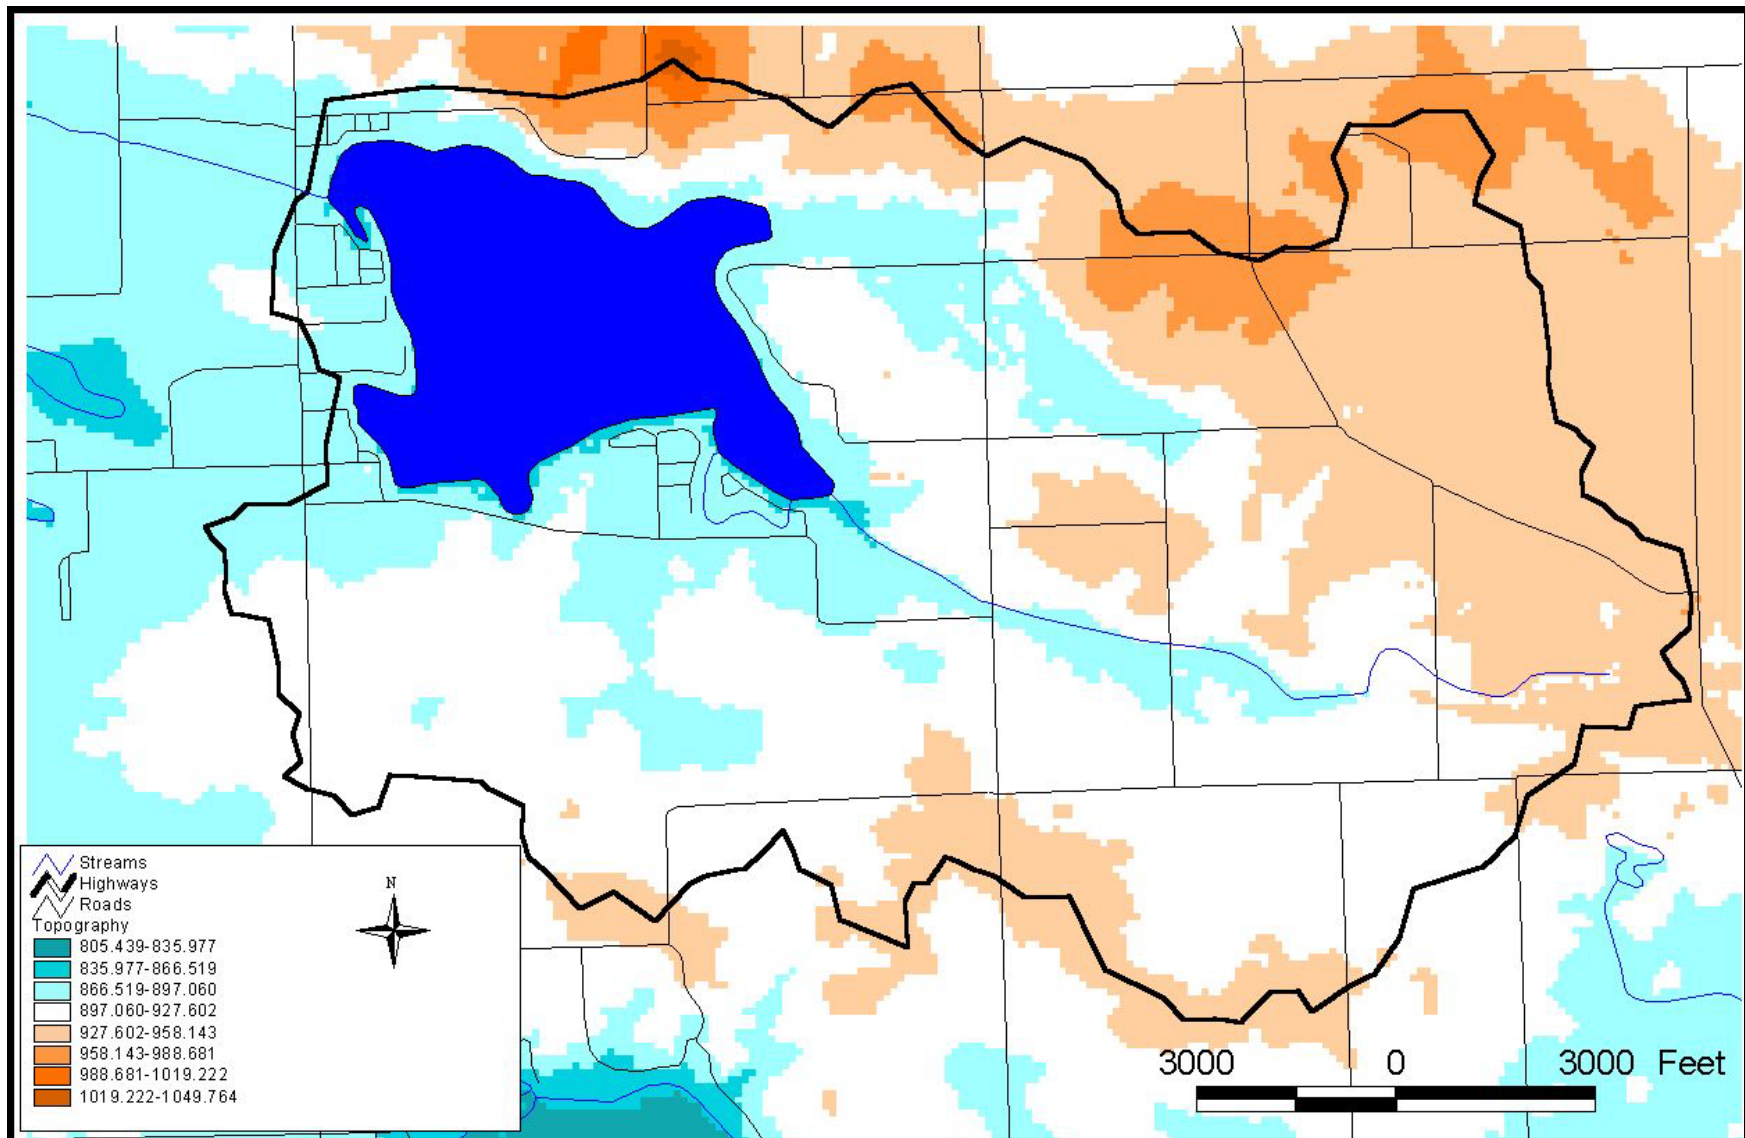 Streams
Highways
Roads
Topography
805.439-835.977
835.977-866.519
866.519-897.060
897.060-927.602
927.602-958.143
958.143-988.681
988.681-1019.222
1019.222-1049.764
N
3000 0 3000 Feet